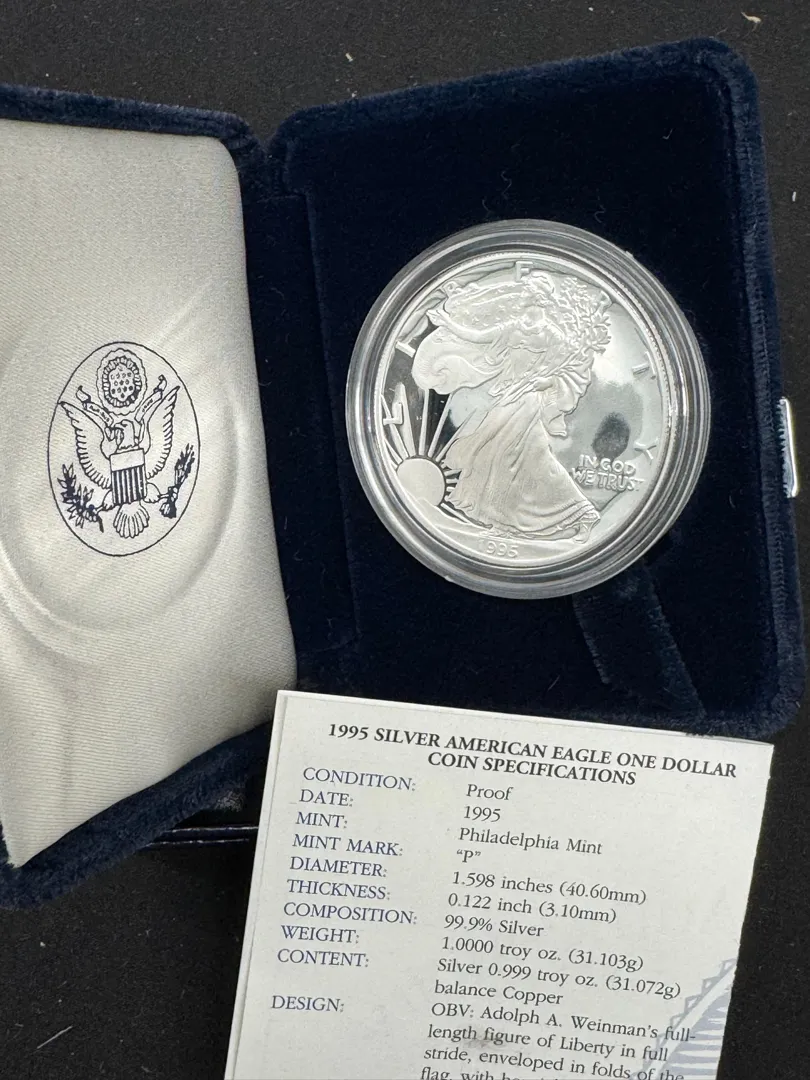 L I B E R T Y
IN GOD
WE TRUST
1995
1995 SILVER AMERICAN EAGLE ONE DOLLAR
COIN SPECIFICATIONS
CONDITION: Proof
DATE: 1995
MINT: Philadelphia Mint
MINT MARK: "P"
DIAMETER: 1.598 inches (40.60mm)
THICKNESS: 0.122 inch (3.10mm)
COMPOSITION: 99.9% Silver
WEIGHT: 1.0000 troy oz. (31.103g)
CONTENT: Silver 0.999 troy oz. (31.072g)
balance Copper
DESIGN: OBV: Adolph A. Weinman's full-
length figure of Liberty in full
stride, enveloped in folds of the
flag, with